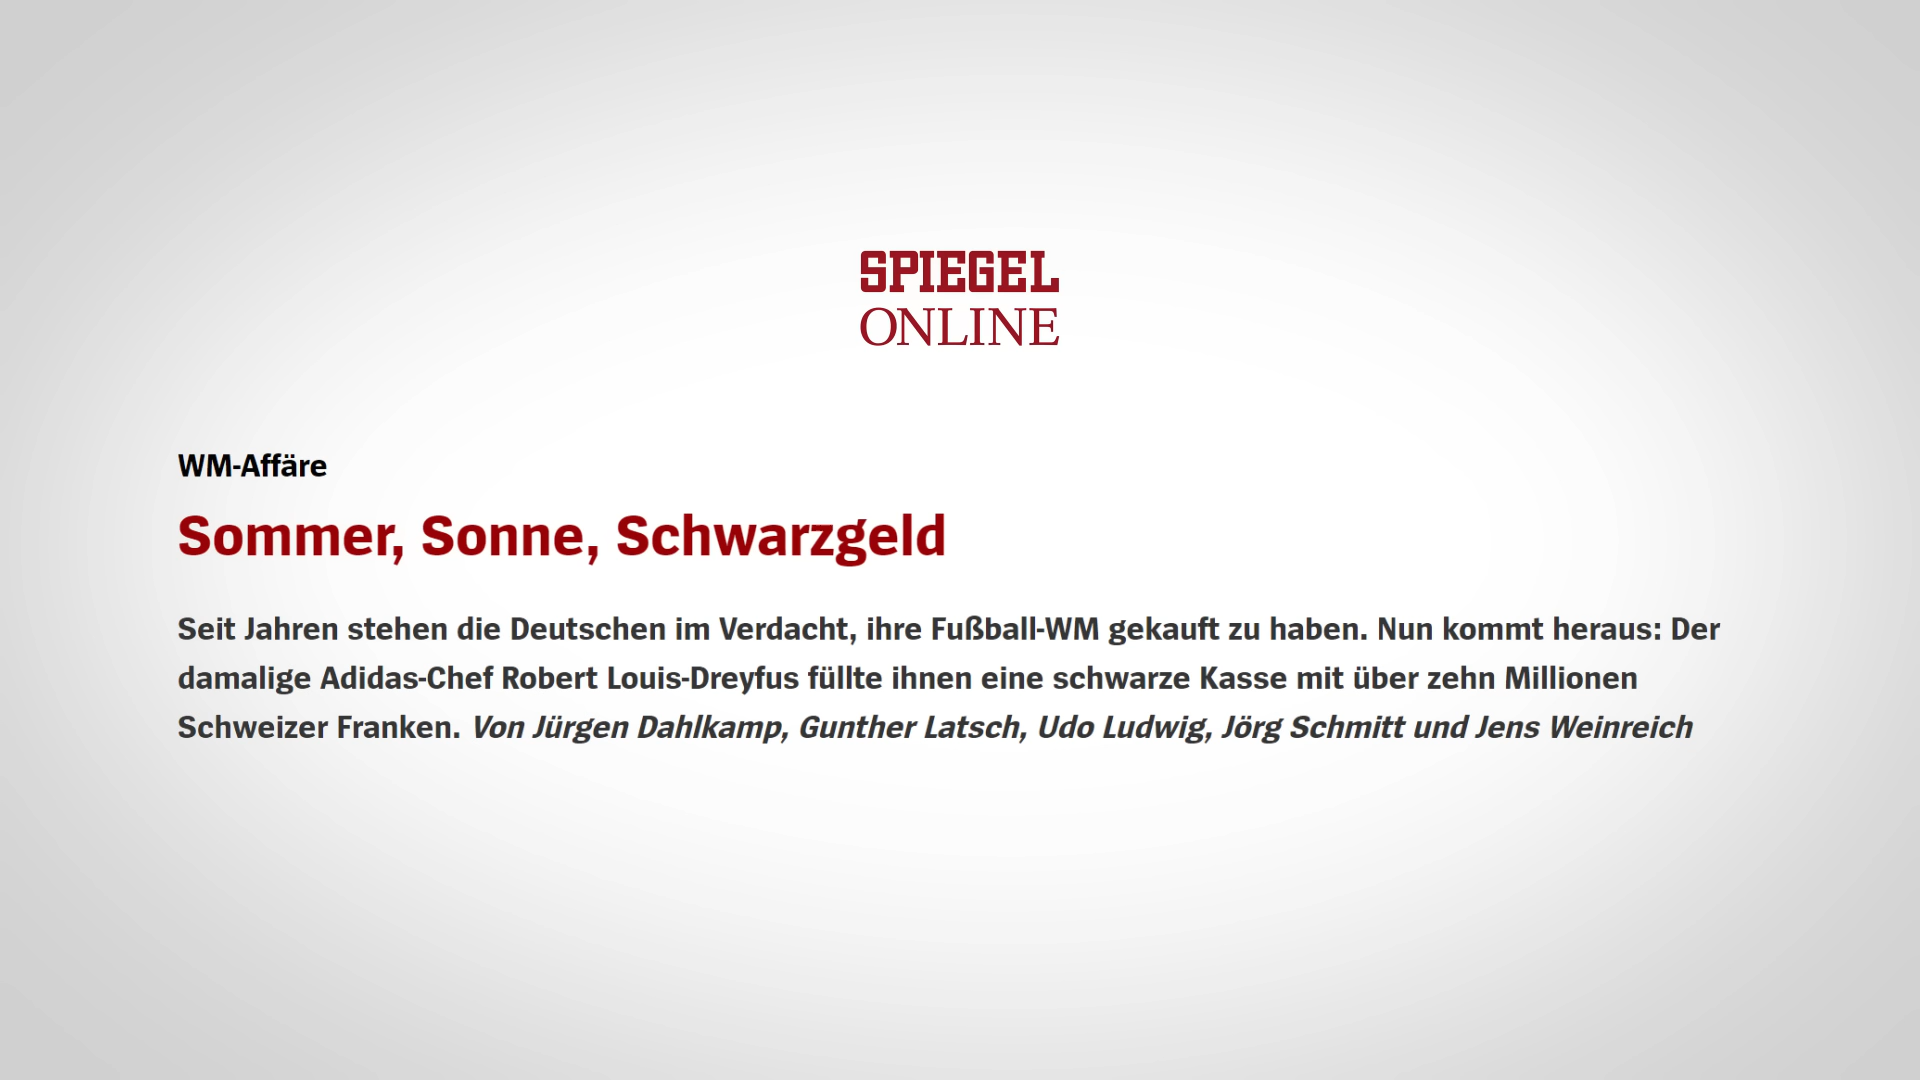 SPIEGEL
ONLINE
WM-Affäre
Sommer, Sonne, Schwarzgeld
Seit Jahren stehen die Deutschen im Verdacht, ihre Fußball-WM gekauft zu haben. Nun kommt heraus: Der
damalige Adidas-Chef Robert Louis-Dreyfus füllte ihnen eine schwarze Kasse mit über zehn Millionen
Schweizer Franken. Von Jürgen Dahlkamp, Gunther Latsch, Udo Ludwig, Jörg Schmitt und Jens Weinreich